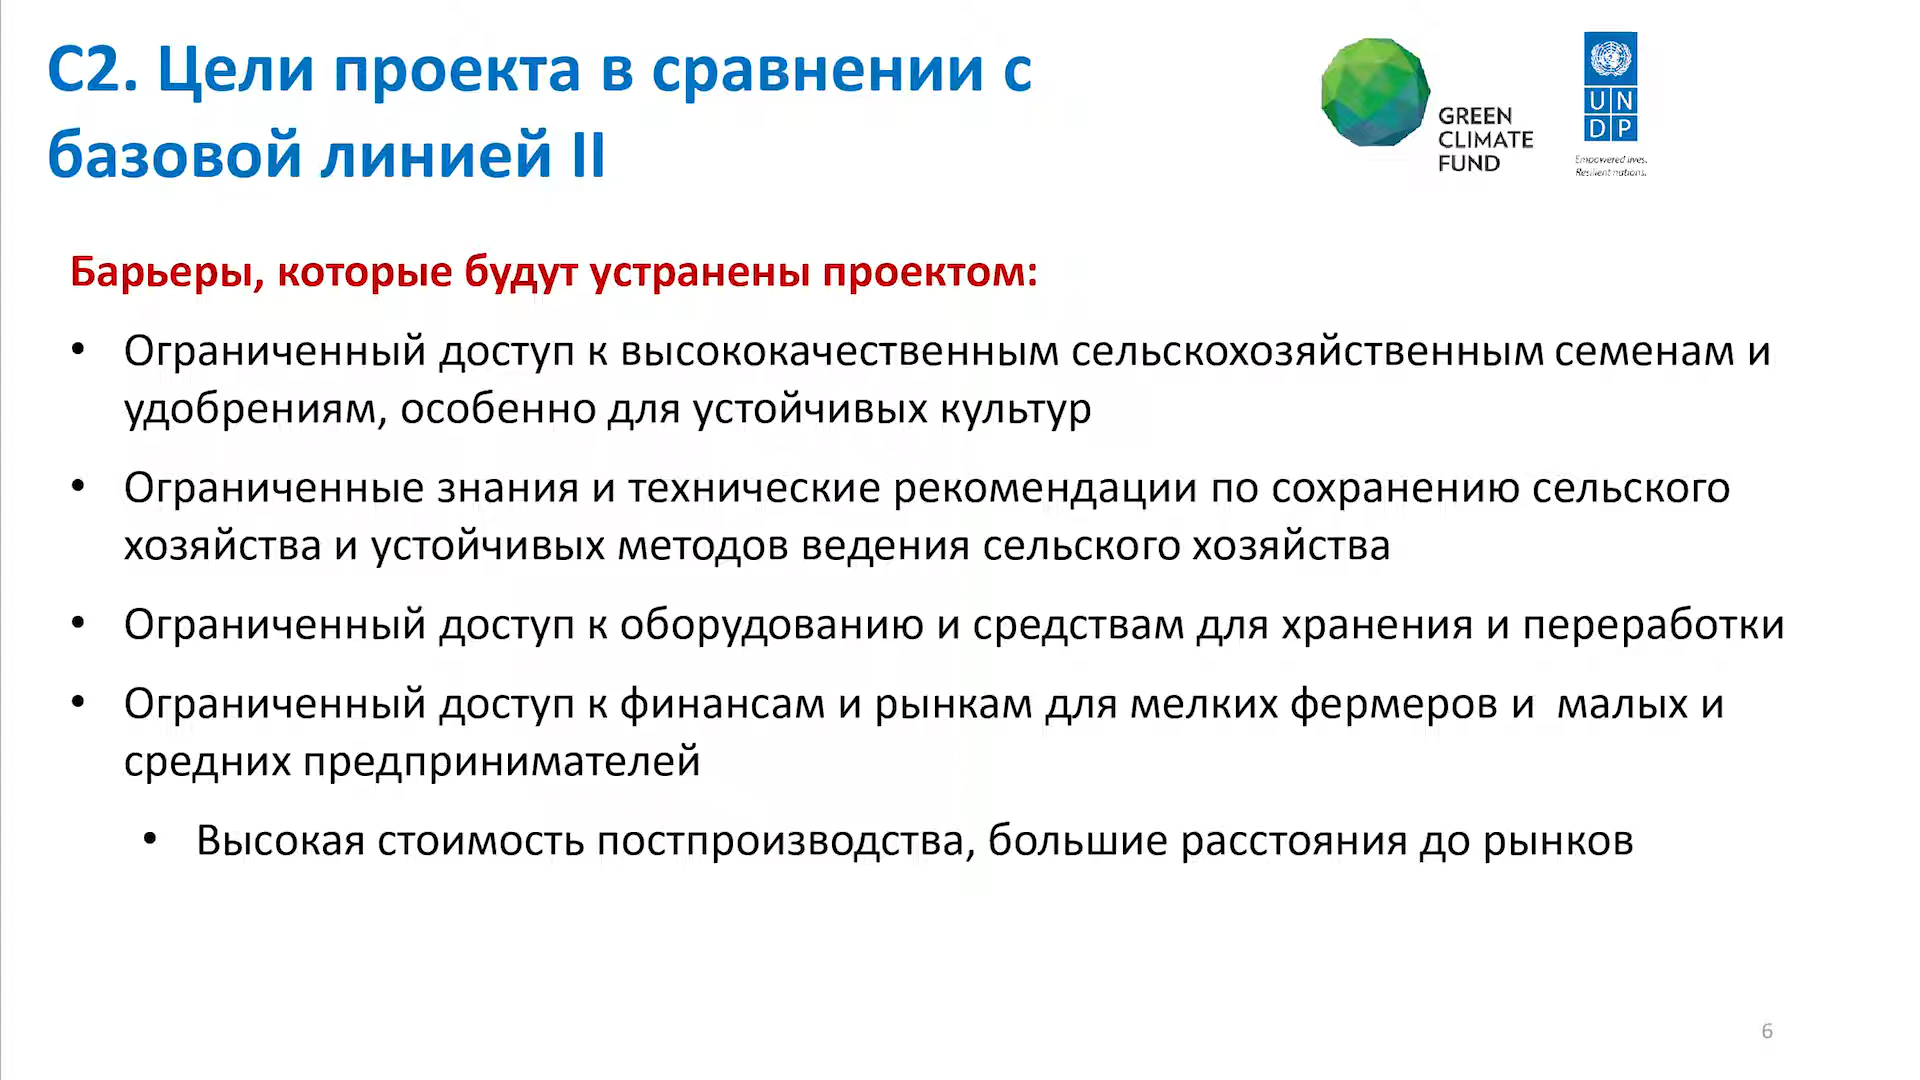 С2. Цели проекта в сравнении с
базовой линией II
GREEN
CLIMATE
FUND
U N
D P
Empowered lives.
Resilient nations.
Барьеры, которые будут устранены проектом:
• Ограниченный доступ к высококачественным сельскохозяйственным семенам и
удобрениям, особенно для устойчивых культур
• Ограниченные знания и технические рекомендации по сохранению сельского
хозяйства и устойчивых методов ведения сельского хозяйства
• Ограниченный доступ к оборудованию и средствам для хранения и переработки
• Ограниченный доступ к финансам и рынкам для мелких фермеров и малых и
средних предпринимателей
• Высокая стоимость постпроизводства, большие расстояния до рынков
6